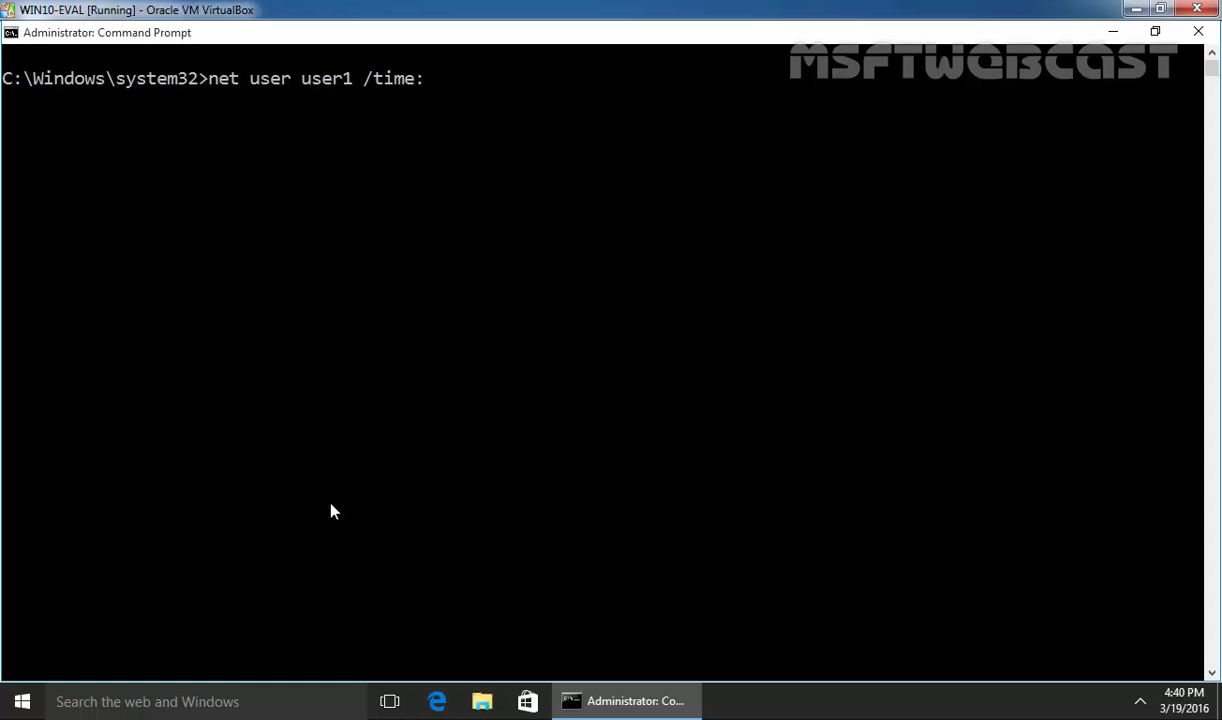 WIN10-EVAL [Running] - Oracle VM VirtualBox
Administrator: Command Prompt
MSFTWEBCAST
C:\Windows\system32>net user user1 /time:
Search the web and Windows
Administrator: Co...
4:40 PM
3/19/2016